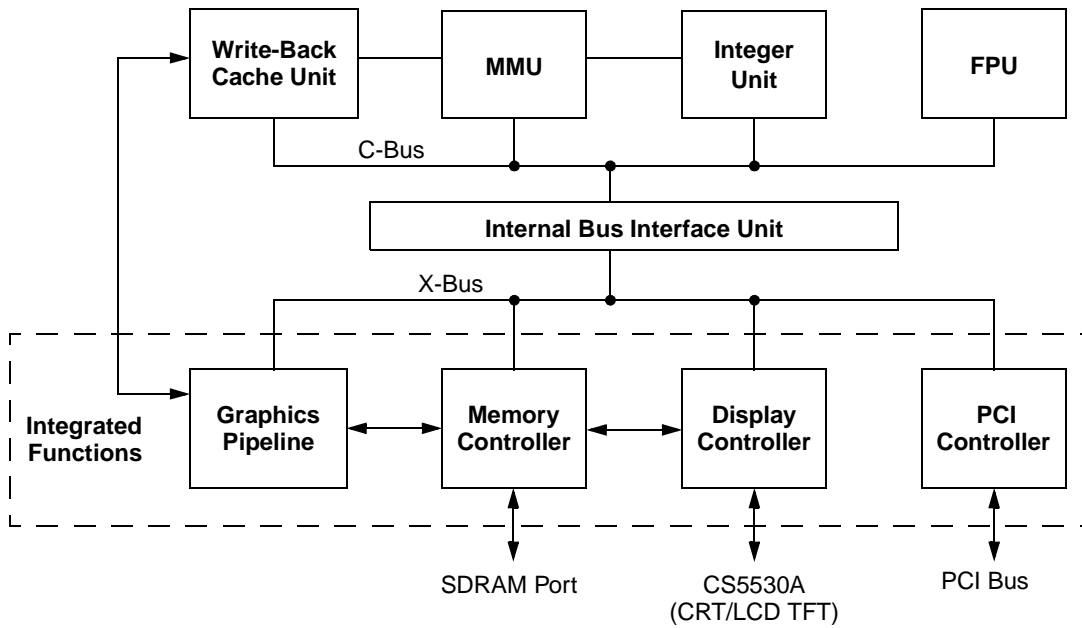 Write-Back
Cache Unit
MMU
Integer
Unit
FPU
C-Bus
Internal Bus Interface Unit
X-Bus
Integrated
Functions
Graphics
Pipeline
Memory
Controller
Display
Controller
PCI
Controller
SDRAM Port
CS5530A
(CRT/LCD TFT)
PCI Bus